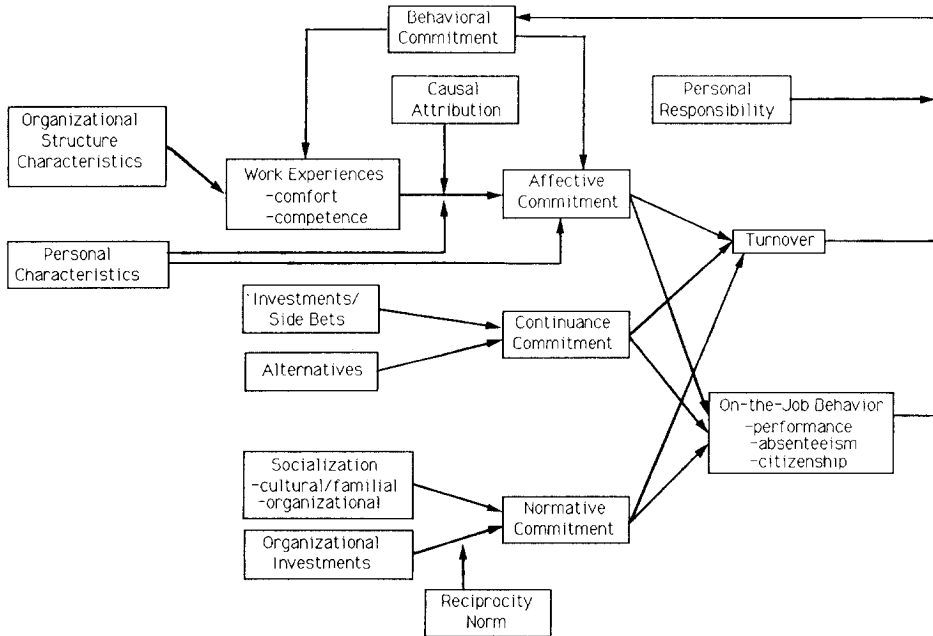 Behavioral
Commitment
Causal
Attribution
Personal
Responsibility
Organizational
Structure
Characteristics
Work Experiences
-comfort
-competence
Affective
Commitment
Personal
Characteristics
Turnover
Investments/
Side Bets
Continuance
Commitment
Alternatives
On-the-Job Behavior
-performance
-absenteeism
-citizenship
Socialization
-cultural/familial
-organizational
Normative
Commitment
Organizational
Investments
Reciprocity
Norm